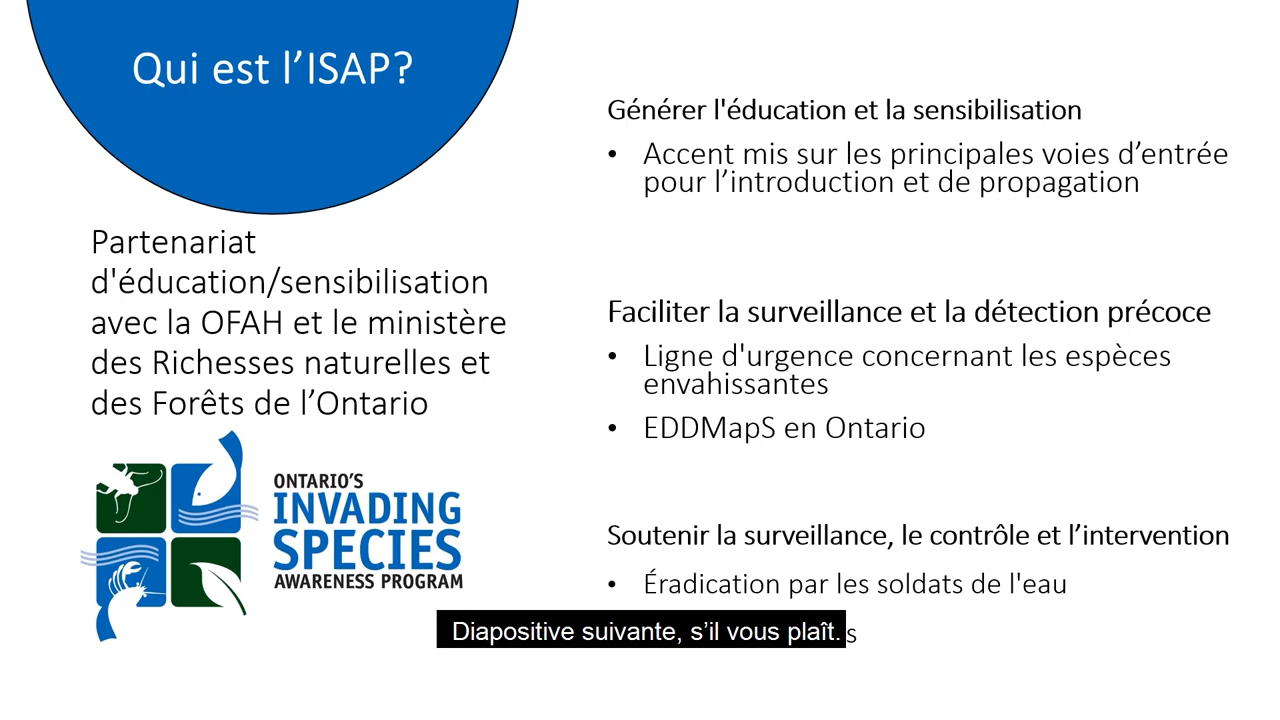 Qui est l’ISAP?
Partenariat
d'éducation/sensibilisation
avec la OFAH et le ministère
des Richesses naturelles et
des Forêts de l’Ontario
ONTARIO'S
INVADING
SPECIES
AWARENESS PROGRAM
Générer l'éducation et la sensibilisation
• Accent mis sur les principales voies d’entrée
pour l’introduction et de propagation
Faciliter la surveillance et la détection précoce
• Ligne d'urgence concernant les espèces
envahissantes
• EDDMapS en Ontario
Soutenir la surveillance, le contrôle et l’intervention
• Éradication par les soldats de l'eau
Diapositive suivante, s’il vous plaît.